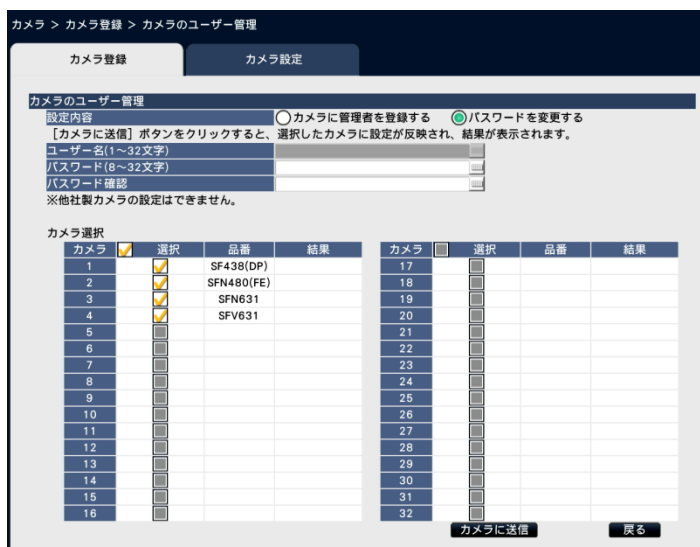 カメラ > カメラ登録 > カメラのユーザー管理
カメラ登録 カメラ設定
カメラのユーザー管理
設定内容 カメラに管理者を登録する パスワードを変更する
［カメラに送信］ボタンをクリックすると、選択したカメラに設定が反映され、結果が表示されます。
ユーザー名(1～32文字)
パスワード(8～32文字)
パスワード確認
※他社製カメラの設定はできません。
カメラ選択
カメラ 選択 品番 結果 カメラ 選択 品番 結果
1 SF438(DP) 17
2 SFN480(FE) 18
3 SFN631 19
4 SFV631 20
5 21
6 22
7 23
8 24
9 25
10 26
11 27
12 28
13 29
14 30
15 31
16 32
カメラに送信 戻る